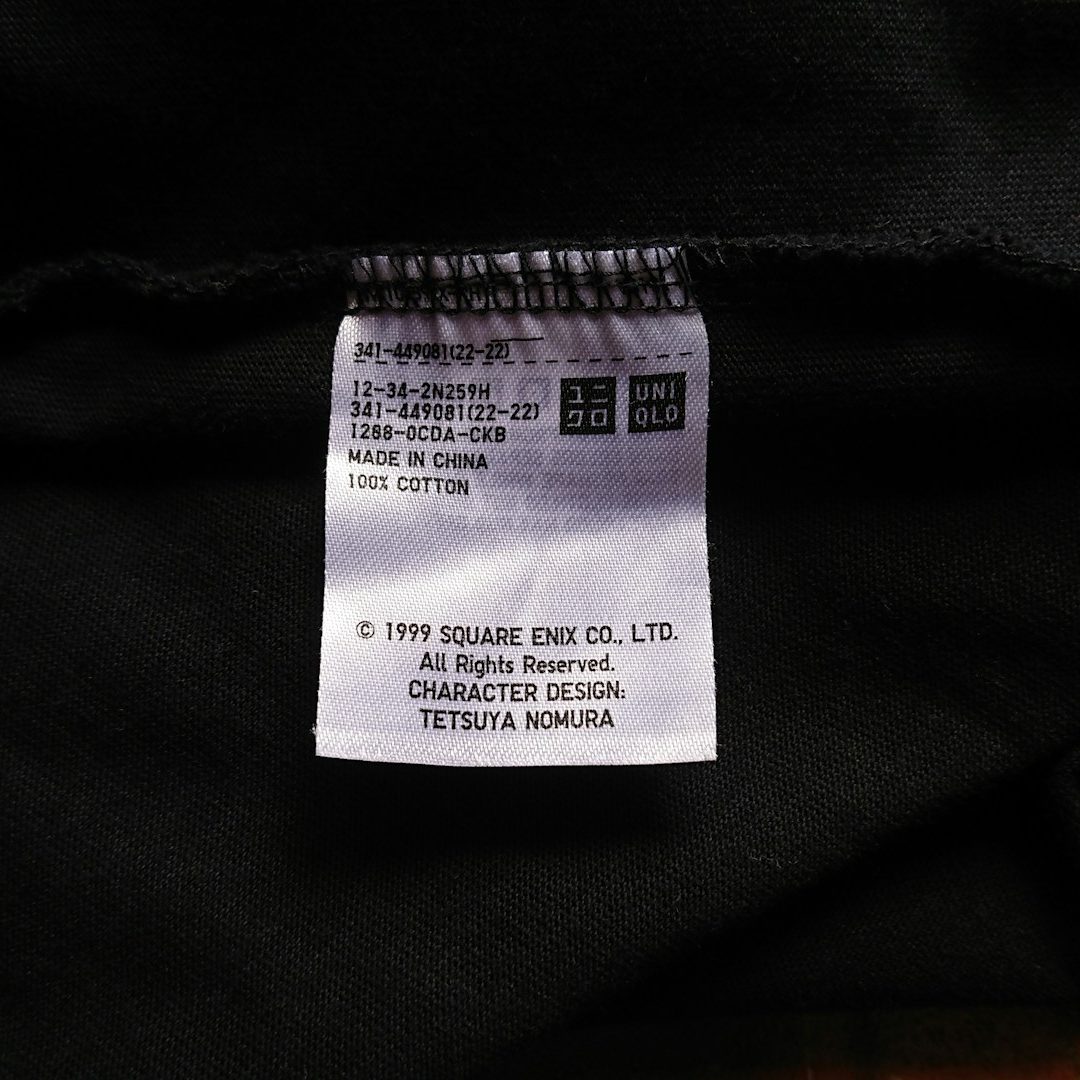 341-449081(22-22)
12-34-2N259H
341-449081(22-22)
1288-0CDA-CKB
MADE IN CHINA
100% COTTON
ユニ
クロ
UNI
QLO
© 1999 SQUARE ENIX CO., LTD.
All Rights Reserved.
CHARACTER DESIGN:
TETSUYA NOMURA